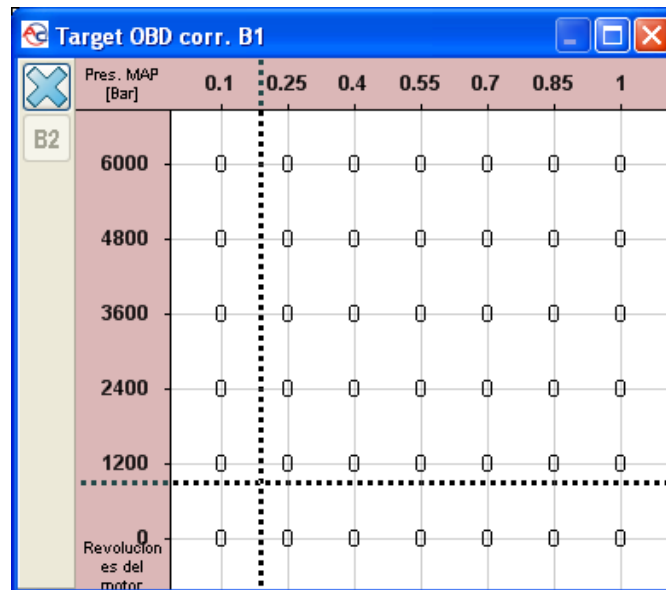 Target OBD corr. B1
Pres. MAP
[Bar]
0.1 0.25 0.4 0.55 0.7 0.85 1
B2
6000 0 0 0 0 0 0 0
4800 0 0 0 0 0 0 0
3600 0 0 0 0 0 0 0
2400 0 0 0 0 0 0 0
1200 0 0 0 0 0 0 0
0 0 0 0 0 0 0 0
Revolucion
es del
motor